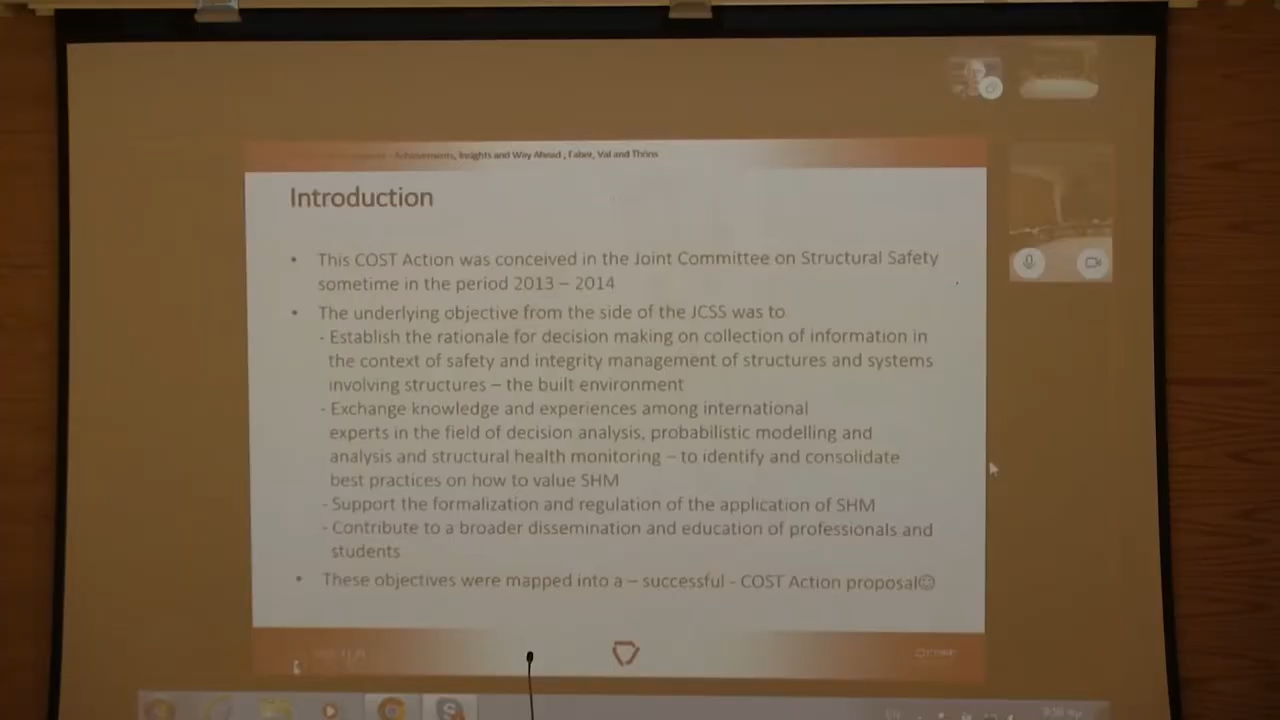 Achievements, Insights and Way Ahead , Faber, Val and Thöns
Introduction
• This COST Action was conceived in the Joint Committee on Structural Safety
sometime in the period 2013 – 2014
• The underlying objective from the side of the JCSS was to
- Establish the rationale for decision making on collection of information in
the context of safety and integrity management of structures and systems
involving structures – the built environment
- Exchange knowledge and experiences among international
experts in the field of decision analysis, probabilistic modelling and
analysis and structural health monitoring – to identify and consolidate
best practices on how to value SHM
- Support the formalization and regulation of the application of SHM
- Contribute to a broader dissemination and education of professionals and
students
• These objectives were mapped into a – successful - COST Action proposal☺